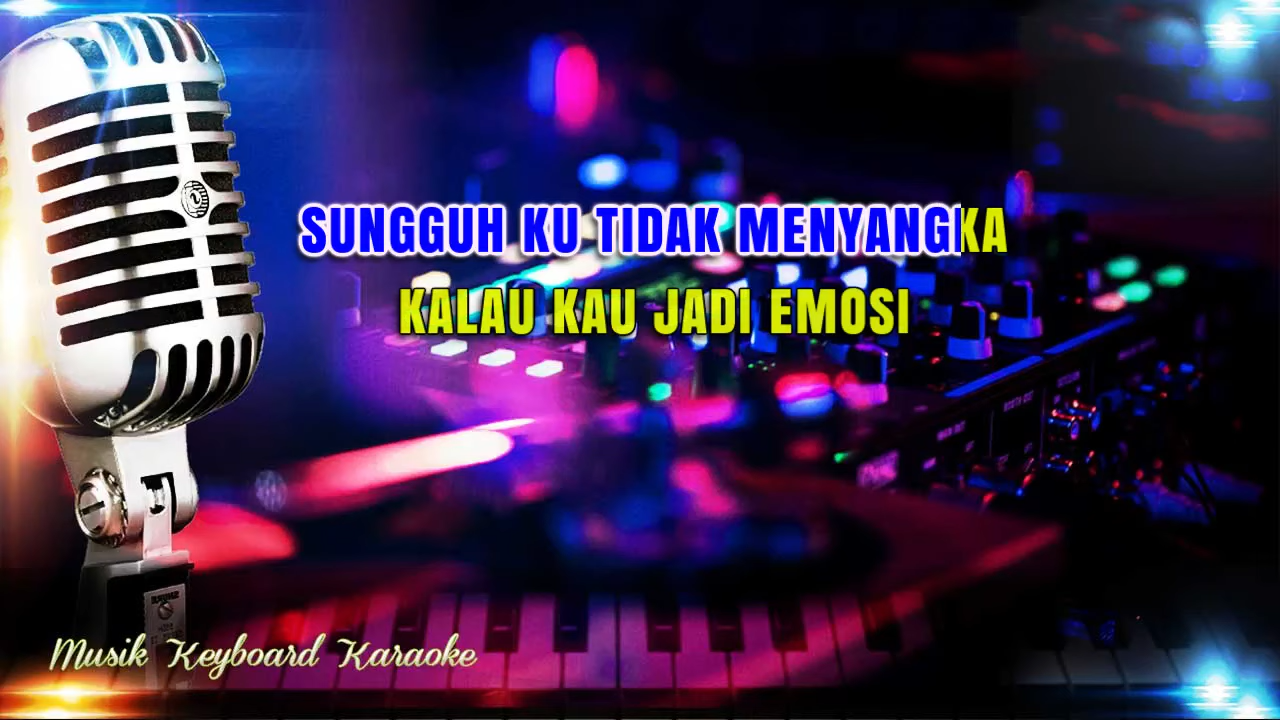 SUNGGUH KU TIDAK MENYANGKA
KALAU KAU JADI EMOSI
Musik Keyboard Karaoke